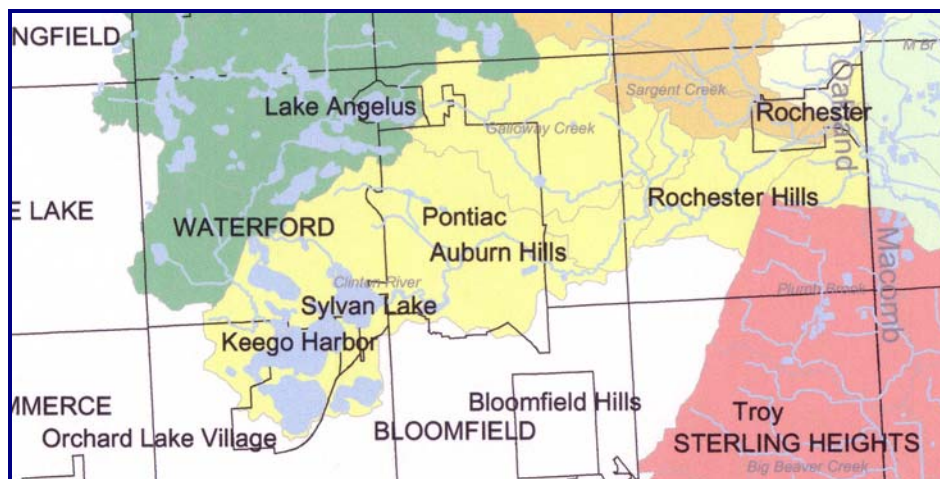 NGFIELD
M Br
Oakland
Lake Angelus
Sargent Creek
Rochester
Galloway Creek
E LAKE
Rochester Hills
WATERFORD
Pontiac
Auburn Hills
Macomb
Clinton River
Plumb Brook
Sylvan Lake
Keego Harbor
MMERCE
Bloomfield Hills
Troy
Orchard Lake Village
BLOOMFIELD
STERLING HEIGHTS
Big Beaver Creek